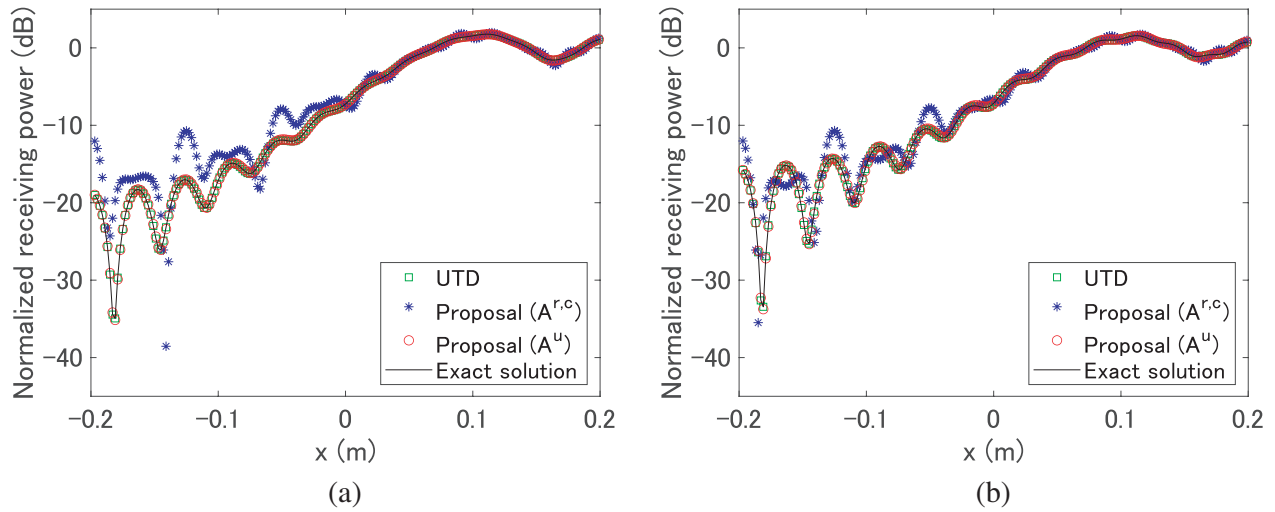 Normalized receiving power (dB)
0
−10
−20
−30
−40
UTD
Proposal (A^r,c)
Proposal (A^u)
Exact solution
−0.2
−0.1
0
0.1
0.2
x (m)
(a)
Normalized receiving power (dB)
0
−10
−20
−30
−40
UTD
Proposal (A^r,c)
Proposal (A^u)
Exact solution
−0.2
−0.1
0
0.1
0.2
x (m)
(b)